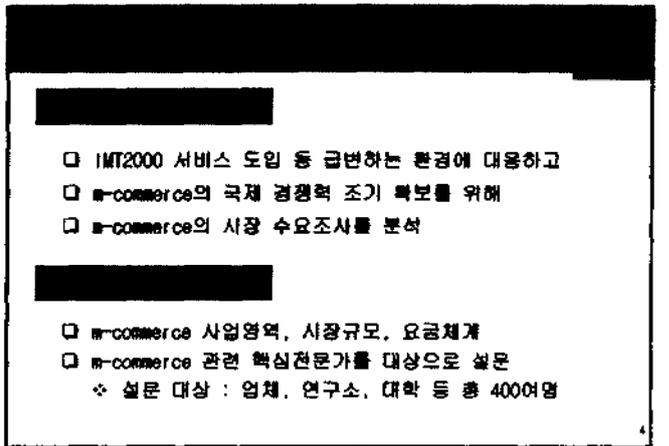 ❑ IMT2000 서비스 도입 등 급변하는 환경에 대응하고
❑ m-commerce의 국제 경쟁력 조기 확보를 위해
❑ m-commerce의 시장 수요조사를 분석
❑ m-commerce 사업영역, 시장규모, 요금체계
❑ m-commerce 관련 핵심전문가를 대상으로 설문
❖ 설문 대상 : 업체, 연구소, 대학 등 총 400여명
4